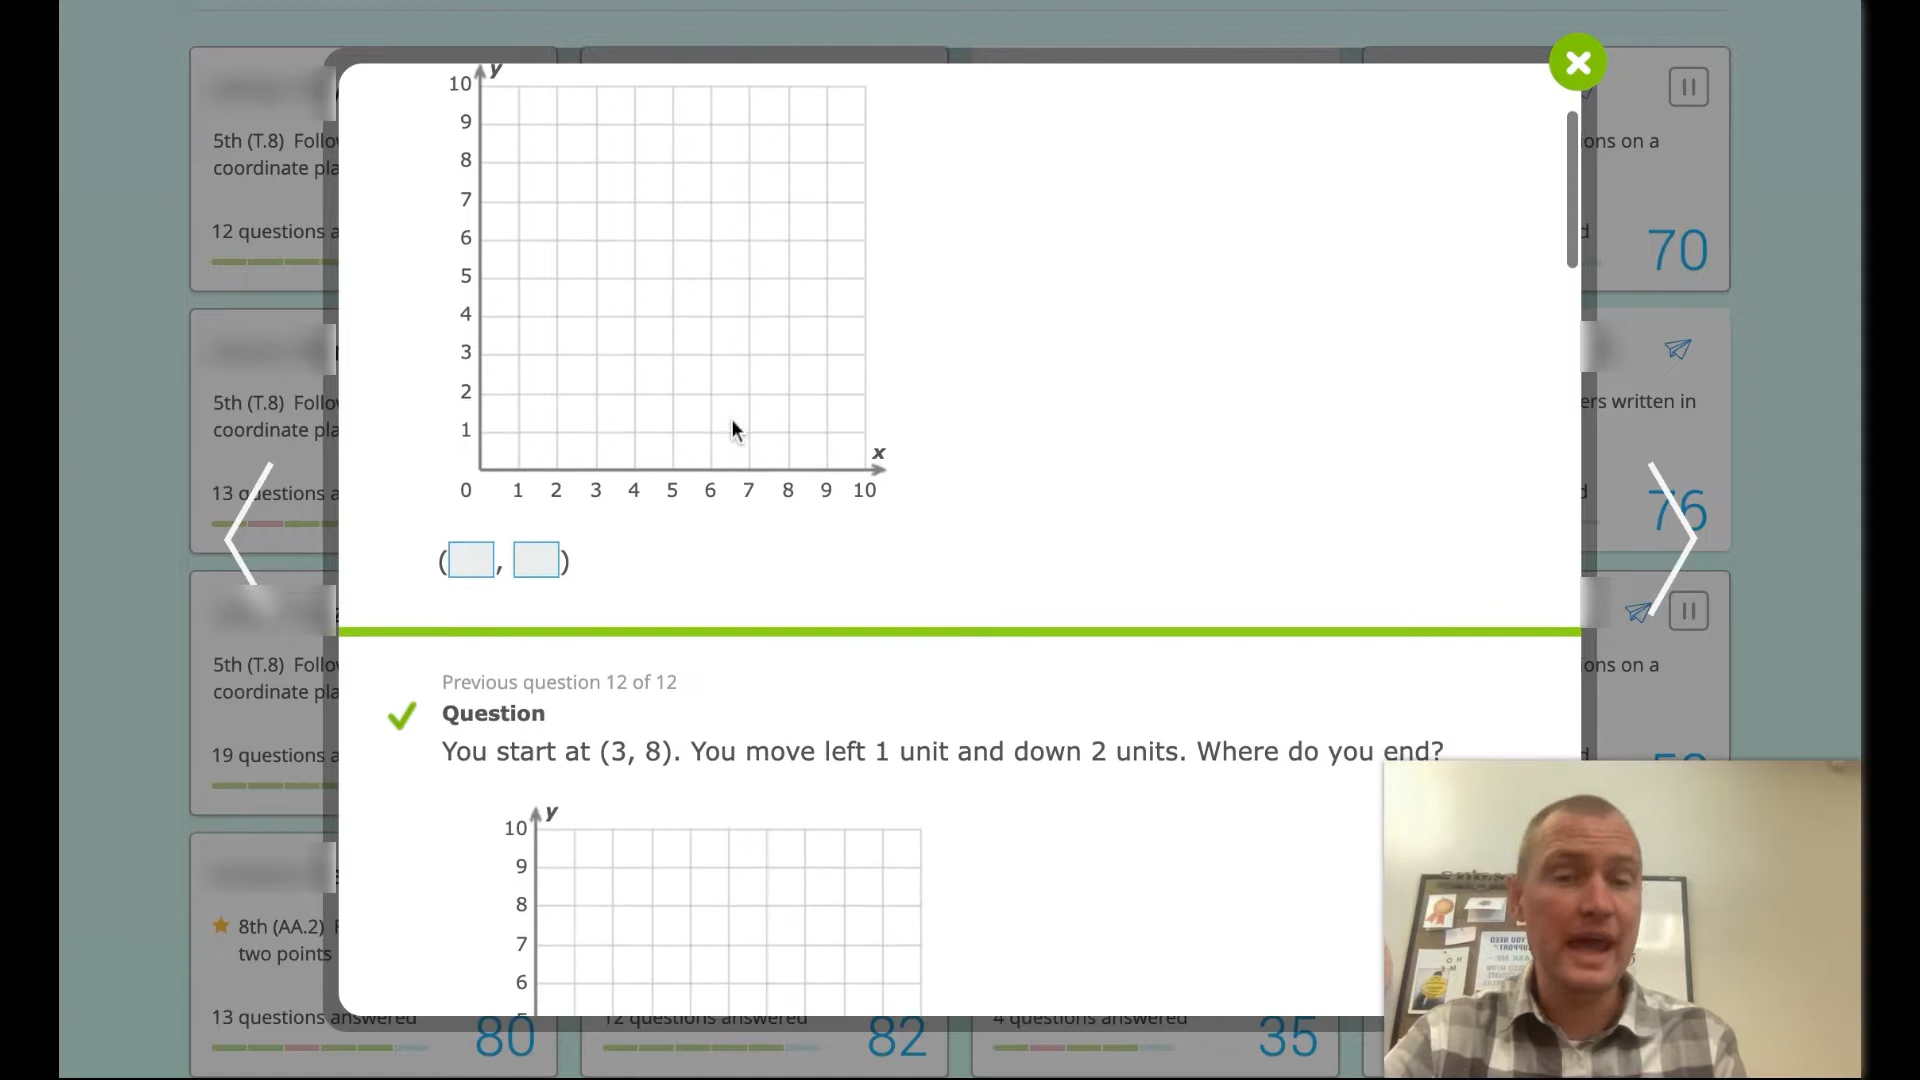 5th (T.8) Follo
coordinate pla
12 questions a
5th (T.8) Follo
coordinate pla
13 questions a
5th (T.8) Follo
coordinate pla
19 questions a
8th (AA.2)
two points
13 questions answered
80
y
10
9
8
7
6
5
4
3
2
1
x
0 1 2 3 4 5 6 7 8 9 10
( , )
Previous question 12 of 12
Question
You start at (3, 8). You move left 1 unit and down 2 units. Where do you end?
y
10
9
8
7
6
12 questions answered
82
4 questions answered
35
ons on a
d
70
ers written in
d
76
ons on a